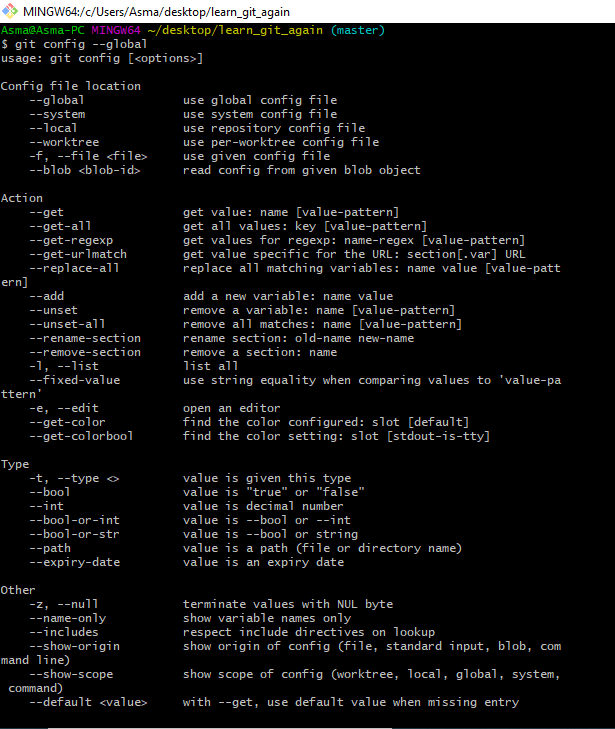 MINGW64:/c/Users/Asma/desktop/learn_git_again
Asma@Asma-PC MINGW64 ~/desktop/learn_git_again (master)
$ git config --global
usage: git config [<options>]

Config file location
    --global              use global config file
    --system              use system config file
    --local               use repository config file
    --worktree            use per-worktree config file
    -f, --file <file>     use given config file
    --blob <blob-id>      read config from given blob object

Action
    --get                 get value: name [value-pattern]
    --get-all             get all values: key [value-pattern]
    --get-regexp          get values for regexp: name-regex [value-pattern]
    --get-urlmatch        get value specific for the URL: section[.var] URL
    --replace-all         replace all matching variables: name value [value-patt
ern]
    --add                 add a new variable: name value
    --unset               remove a variable: name [value-pattern]
    --unset-all           remove all matches: name [value-pattern]
    --rename-section      rename section: old-name new-name
    --remove-section      remove a section: name
    -l, --list            list all
    --fixed-value         use string equality when comparing values to 'value-pa
ttern'
    -e, --edit            open an editor
    --get-color           find the color configured: slot [default]
    --get-colorbool       find the color setting: slot [stdout-is-tty]

Type
    -t, --type <>         value is given this type
    --bool                value is "true" or "false"
    --int                 value is decimal number
    --bool-or-int         value is --bool or --int
    --bool-or-str         value is --bool or string
    --path                value is a path (file or directory name)
    --expiry-date         value is an expiry date

Other
    -z, --null            terminate values with NUL byte
    --name-only           show variable names only
    --includes            respect include directives on lookup
    --show-origin         show origin of config (file, standard input, blob, com
mand line)
    --show-scope          show scope of config (worktree, local, global, system,
 command)
    --default <value>     with --get, use default value when missing entry